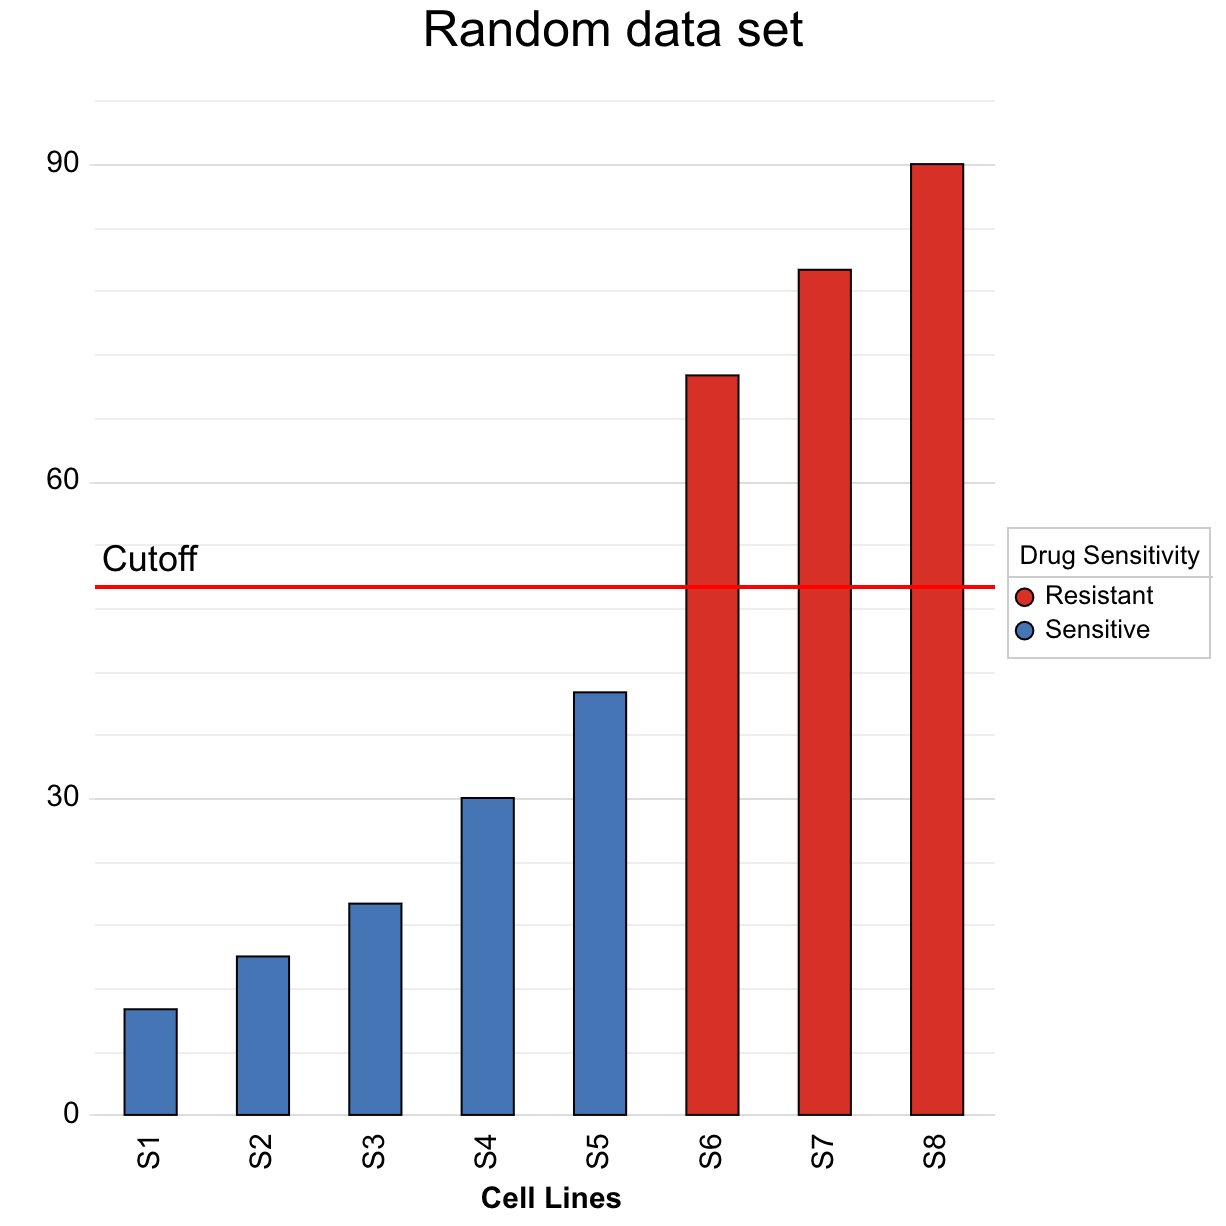 Random data set
90
60
30
0
Cutoff
S1
S2
S3
S4
S5
S6
S7
S8
Cell Lines
Drug Sensitivity
Resistant
Sensitive